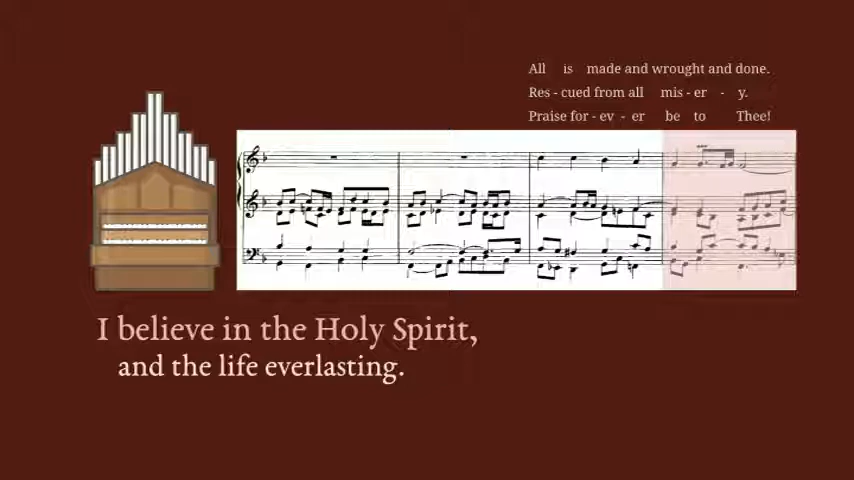 All is made and wrought and done.
Res - cued from all mis - er - y.
Praise for - ev - er be to Thee!
I believe in the Holy Spirit,
and the life everlasting.